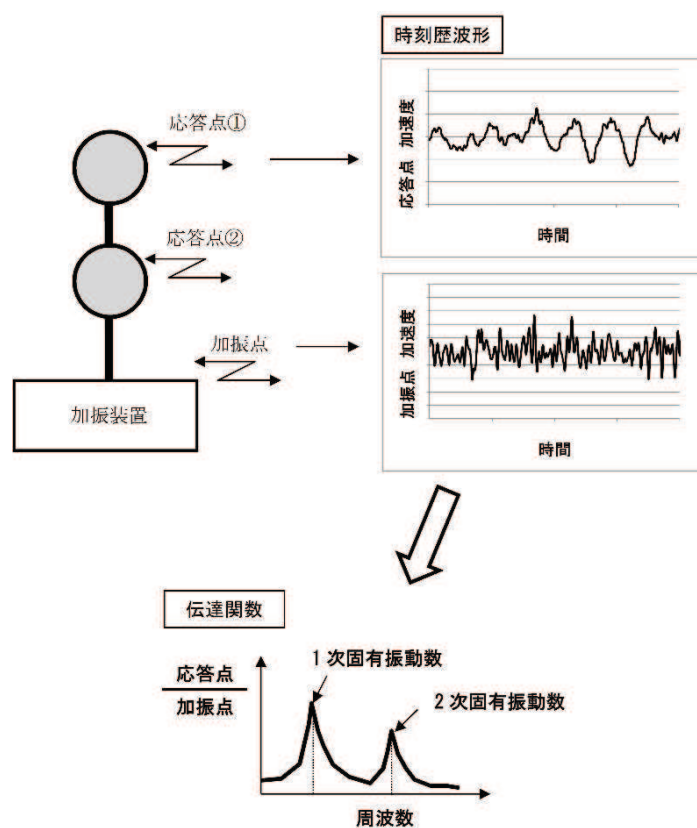 時刻歴波形
応答点①
応答点 加速度
時間
応答点②
加振点
加振点 加速度
時間
加振装置
伝達関数
応答点
加振点
1次固有振動数
2次固有振動数
周波数